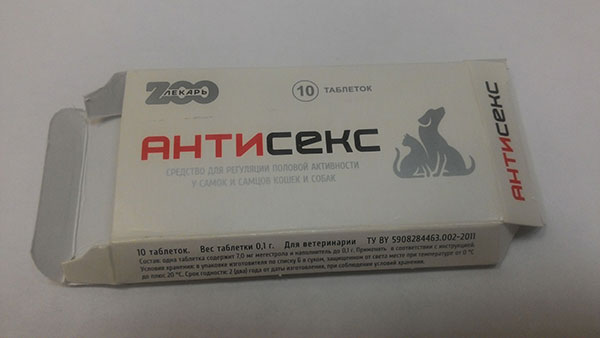 ZOO
ЛЕКАРЬ
10 ТАБЛЕТОК
АНТИСЕКС
СРЕДСТВО ДЛЯ РЕГУЛЯЦИИ ПОЛОВОЙ АКТИВНОСТИ
У САМОК И САМЦОВ КОШЕК И СОБАК
АНТИСЕКС
10 таблеток. Вес таблетки 0,1 г. Для ветеринарии ТУ BY 5908284463.002-2011
Состав: одна таблетка содержит 7,0 мг мегестрола и наполнитель до 0,1 г. Применять в соответствии с инструкцией.
Условия хранения: в упаковке изготовителя по списку Б в сухом, защищенном от света месте при температуре от 0 °С
до плюс 20 °С. Срок годности: 2 (два) года от даты изготовления, при соблюдении условий хранения.